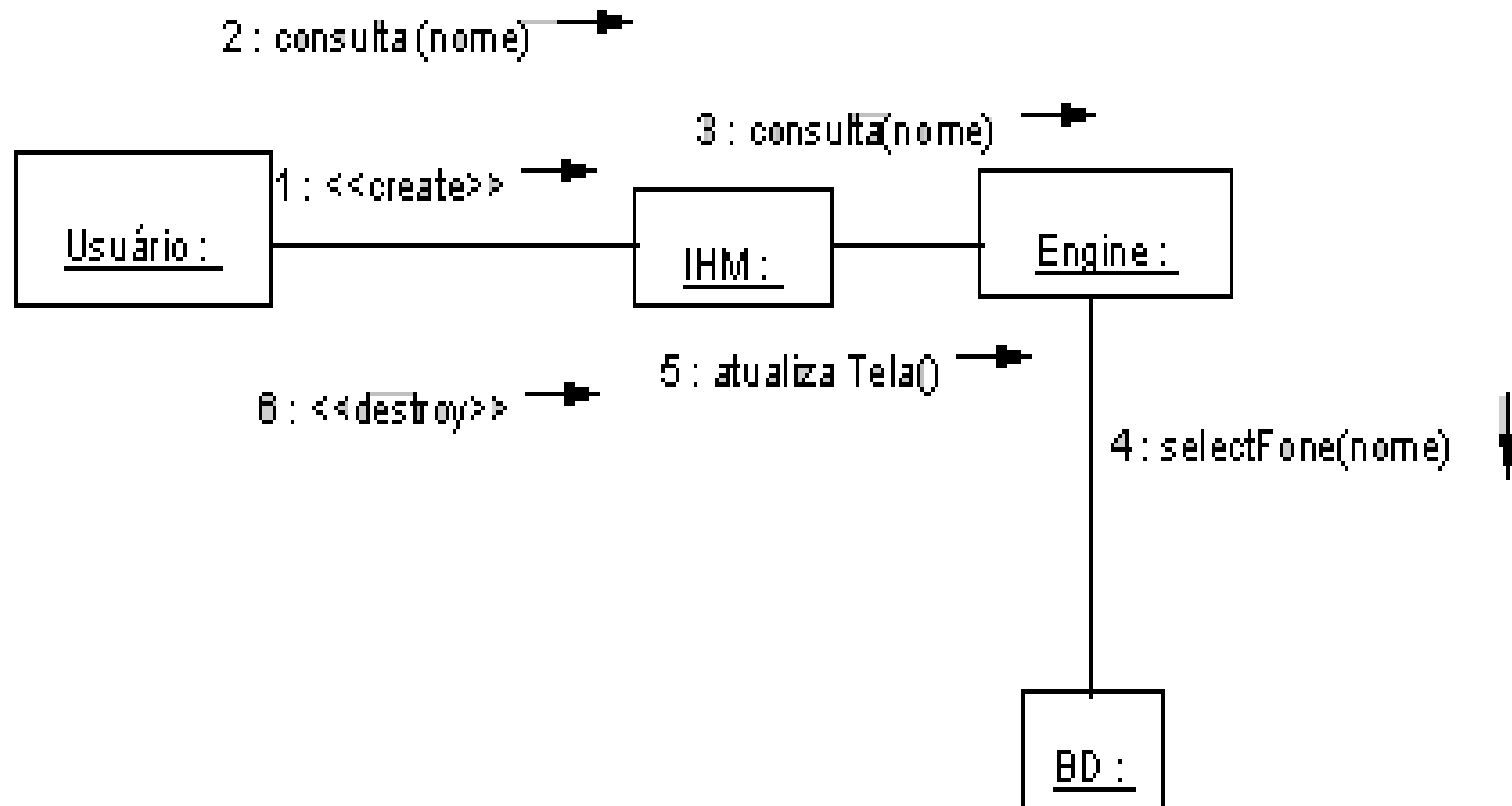 2 : consulta(nome)
3 : consulta(nome)
1 : <<create>>
Usuário :
IHM :
Engine :
5 : atualiza Tela()
6 : <<destroy>>
4 : selectFone(nome)
BD :